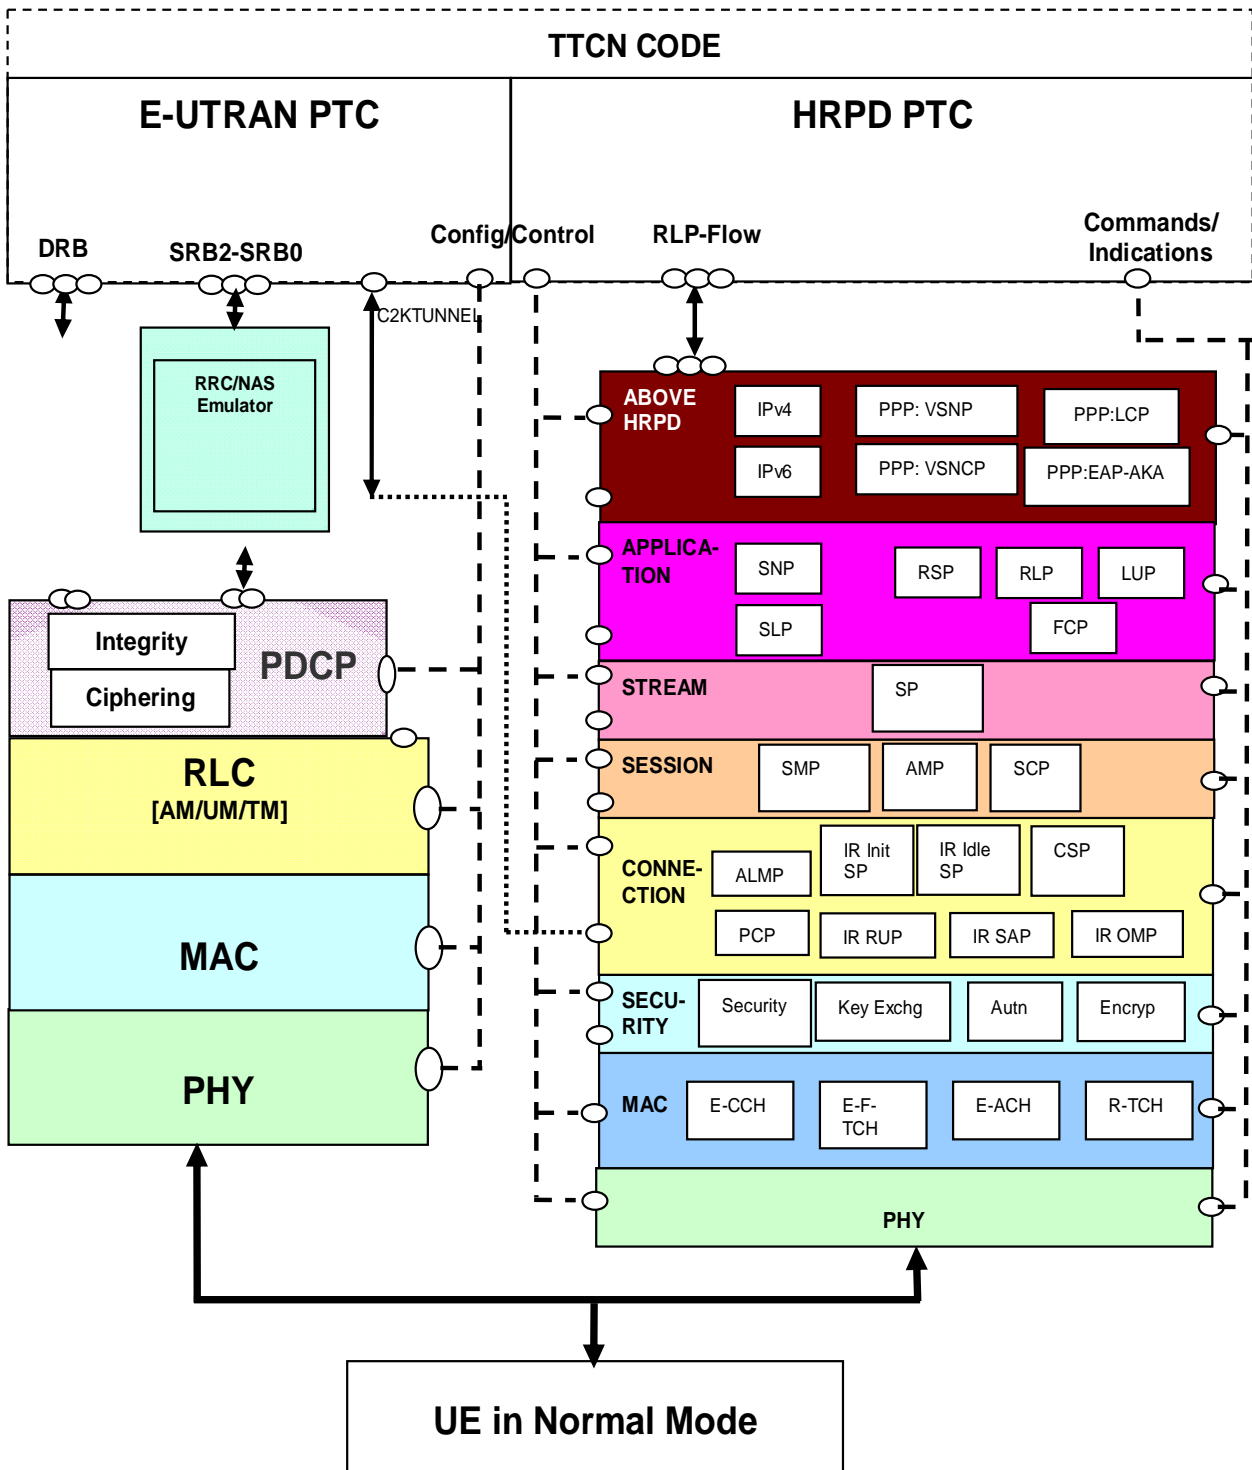 TTCN CODE
E-UTRAN PTC
HRPD PTC
DRB
SRB2-SRB0
Config/Control
RLP-Flow
Commands/
Indications
C2KTUNNEL
RRC/NAS
Emulator
Integrity
Ciphering
PDCP
RLC
[AM/UM/TM]
MAC
PHY
ABOVE
HRPD
IPv4
PPP: VSNP
PPP:LCP
IPv6
PPP: VSNCP
PPP:EAP-AKA
APPLICA-
TION
SNP
RSP
RLP
LUP
SLP
FCP
STREAM
SP
SESSION
SMP
AMP
SCP
CONNE-
CTION
ALMP
IR Init
SP
IR Idle
SP
CSP
PCP
IR RUP
IR SAP
IR OMP
SECU-
RITY
Security
Key Exchg
Autn
Encryp
MAC
E-CCH
E-F-
TCH
E-ACH
R-TCH
PHY
UE in Normal Mode